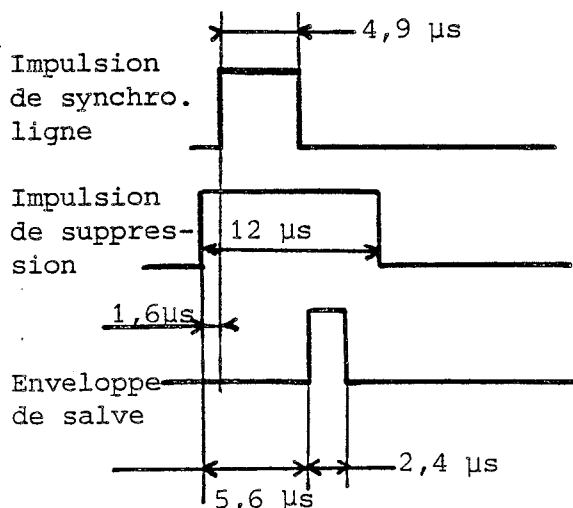 4,9 µs
Impulsion
de synchro.
ligne
Impulsion
de suppres-
sion
12 µs
1,6µs
Enveloppe
de salve
2,4 µs
5,6 µs